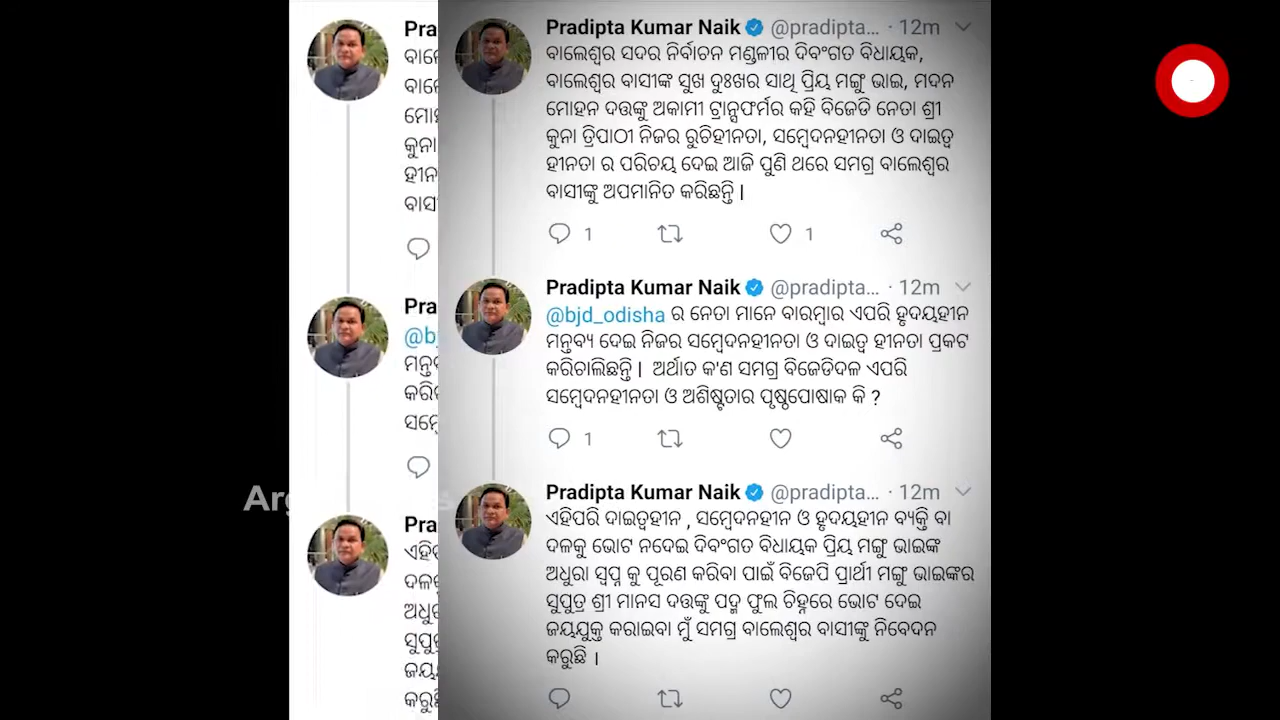 Pradipta Kumar Naik @pradipta... · 12m
ବାଲେଶ୍ୱର ସଦର ନିର୍ବାଚନ ମଣ୍ଡଳୀର ଦିବଂଗତ ବିଧାୟକ,
ବାଲେଶ୍ୱର ବାସୀଙ୍କ ସୁଖ ଦୁଃଖର ସାଥି ପ୍ରିୟ ମଙ୍ଗୁ ଭାଇ, ମଦନ
ମୋହନ ଦତ୍ତଙ୍କୁ ଅକାମୀ ଟ୍ରାନ୍ସଫର୍ମର କହି ବିଜେଡି ନେତା ଶ୍ରୀ
କୁନା ତ୍ରିପାଠୀ ନିଜର ରୁଚିହୀନତା, ସମ୍ବେଦନହୀନତା ଓ ଦାଇତ୍ୱ
ହୀନତା ର ପରିଚୟ ଦେଇ ଆଜି ପୁଣି ଥରେ ସମଗ୍ର ବାଲେଶ୍ୱର
ବାସୀଙ୍କୁ ଅପମାନିତ କରିଛନ୍ତି |
1 1
Pradipta Kumar Naik @pradipta... · 12m
@bjd_odisha ର ନେତା ମାନେ ବାରମ୍ବାର ଏପରି ହୃଦୟହୀନ
ମନ୍ତବ୍ୟ ଦେଇ ନିଜର ସମ୍ବେଦନହୀନତା ଓ ଦାଇତ୍ୱ ହୀନତା ପ୍ରକଟ
କରିଚାଲିଛନ୍ତି | ଅର୍ଥାତ କ'ଣ ସମଗ୍ର ବିଜେଡିଦଳ ଏପରି
ସମ୍ବେଦନହୀନତା ଓ ଅଶିଷ୍ଟତାର ପୃଷ୍ଠପୋଷାକ କି ?
1
Pradipta Kumar Naik @pradipta... · 12m
ଏହିପରି ଦାଇତ୍ୱହୀନ , ସମ୍ବେଦନହୀନ ଓ ହୃଦୟହୀନ ବ୍ୟକ୍ତି ବା
ଦଳକୁ ଭୋଟ ନଦେଇ ଦିବଂଗତ ବିଧାୟକ ପ୍ରିୟ ମଙ୍ଗୁ ଭାଇଙ୍କ
ଅଧୁରା ସ୍ୱପ୍ନ କୁ ପୂରଣ କରିବା ପାଇଁ ବିଜେପି ପ୍ରାର୍ଥୀ ମଙ୍ଗୁ ଭାଇଙ୍କର
ସୁପୁତ୍ର ଶ୍ରୀ ମାନସ ଦତ୍ତଙ୍କୁ ପଦ୍ମ ଫୁଲ ଚିହ୍ନରେ ଭୋଟ ଦେଇ
ଜୟଯୁକ୍ତ କରାଇବା ମୁଁ ସମଗ୍ର ବାଲେଶ୍ୱର ବାସୀଙ୍କୁ ନିବେଦନ
କରୁଛି ।